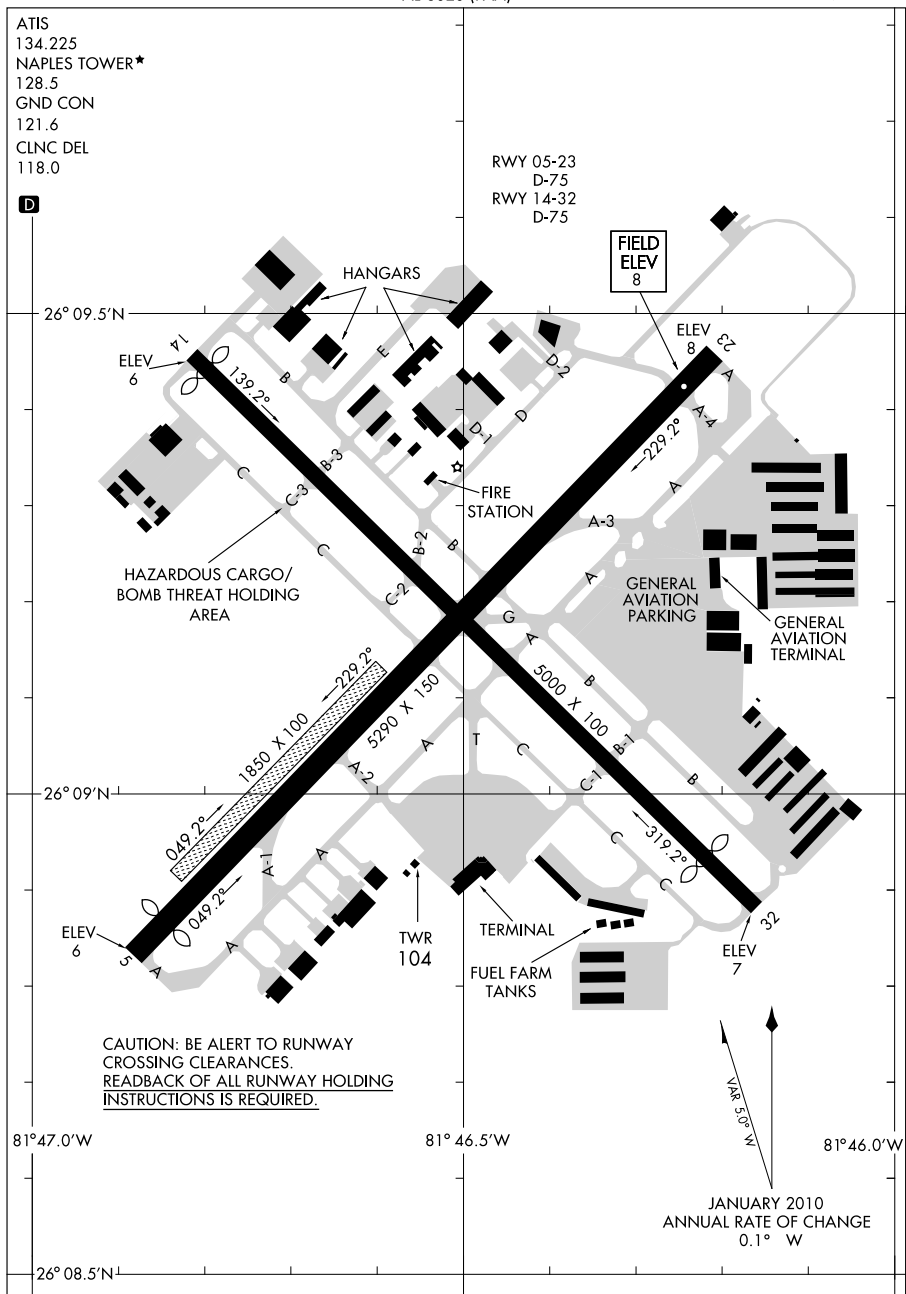 ATIS
134.225
NAPLES TOWER★
128.5
GND CON
121.6
CLNC DEL
118.0
D
RWY 05-23
D-75
RWY 14-32
D-75
FIELD
ELEV
8
HANGARS
26° 09.5'N
14
ELEV
6
ELEV
8
23
139.2°
B
E
D-2
D
D-1
A
A-4
229.2°
A
C
C-3
B-3
FIRE
STATION
A-3
C
B-2
B
C-2
A
HAZARDOUS CARGO/
BOMB THREAT HOLDING
AREA
GENERAL
AVIATION
PARKING
GENERAL
AVIATION
TERMINAL
G
A
B
229.2°
1850 X 100
049.2°
5290 X 150
5000 X 100
A
T
C
B-1
B
A-2
C-1
26° 09'N
C
319.2°
C
A-1
A
049.2°
A
A
5
ELEV
6
TWR
104
TERMINAL
FUEL FARM
TANKS
32
ELEV
7
CAUTION: BE ALERT TO RUNWAY
CROSSING CLEARANCES.
READBACK OF ALL RUNWAY HOLDING
INSTRUCTIONS IS REQUIRED.
VAR 5.0° W
81°47.0'W
81° 46.5'W
81°46.0'W
JANUARY 2010
ANNUAL RATE OF CHANGE
0.1° W
26° 08.5'N